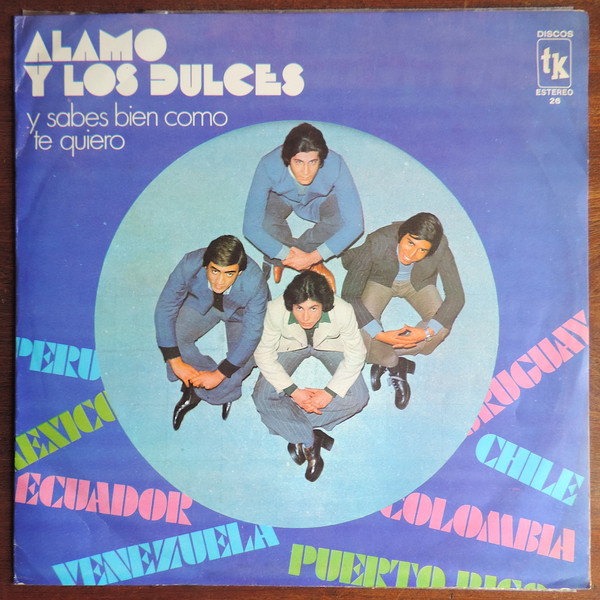 ALAMO
Y LOS DULCES
y sabes bien como
te quiero
DISCOS
tk
ESTEREO
26
PERU
MEXICO
ECUADOR
VENEZUELA
URUGUAY
CHILE
COLOMBIA
PUERTO RICO